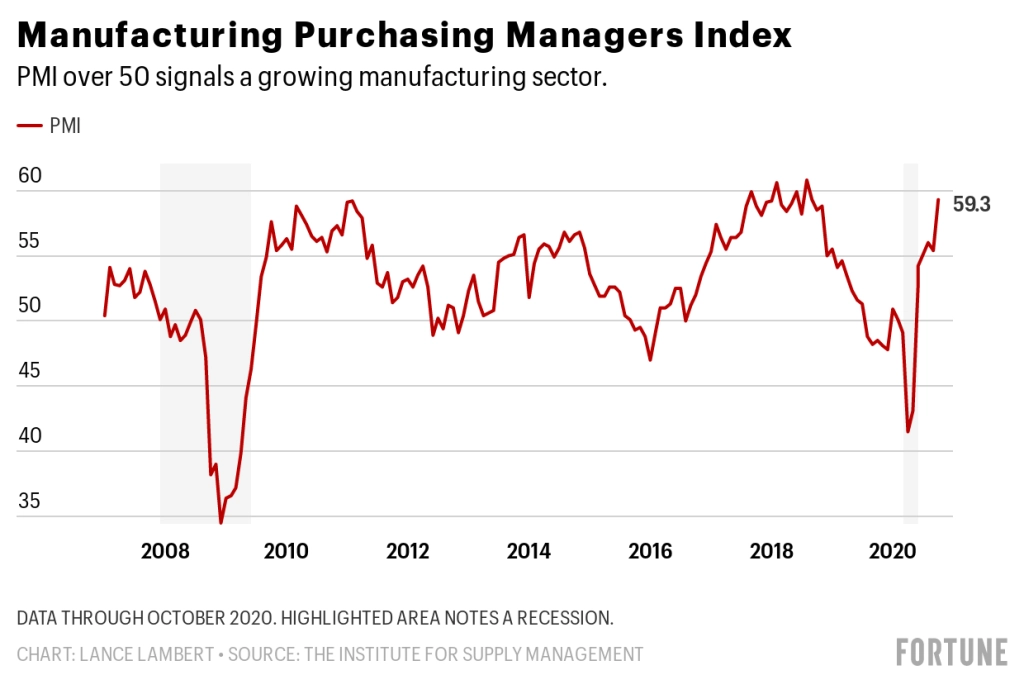 Manufacturing Purchasing Managers Index
PMI over 50 signals a growing manufacturing sector.
PMI
60
59.3
55
50
45
40
35
2008 2010 2012 2014 2016 2018 2020
DATA THROUGH OCTOBER 2020. HIGHLIGHTED AREA NOTES A RECESSION.
CHART: LANCE LAMBERT • SOURCE: THE INSTITUTE FOR SUPPLY MANAGEMENT
FORTUNE